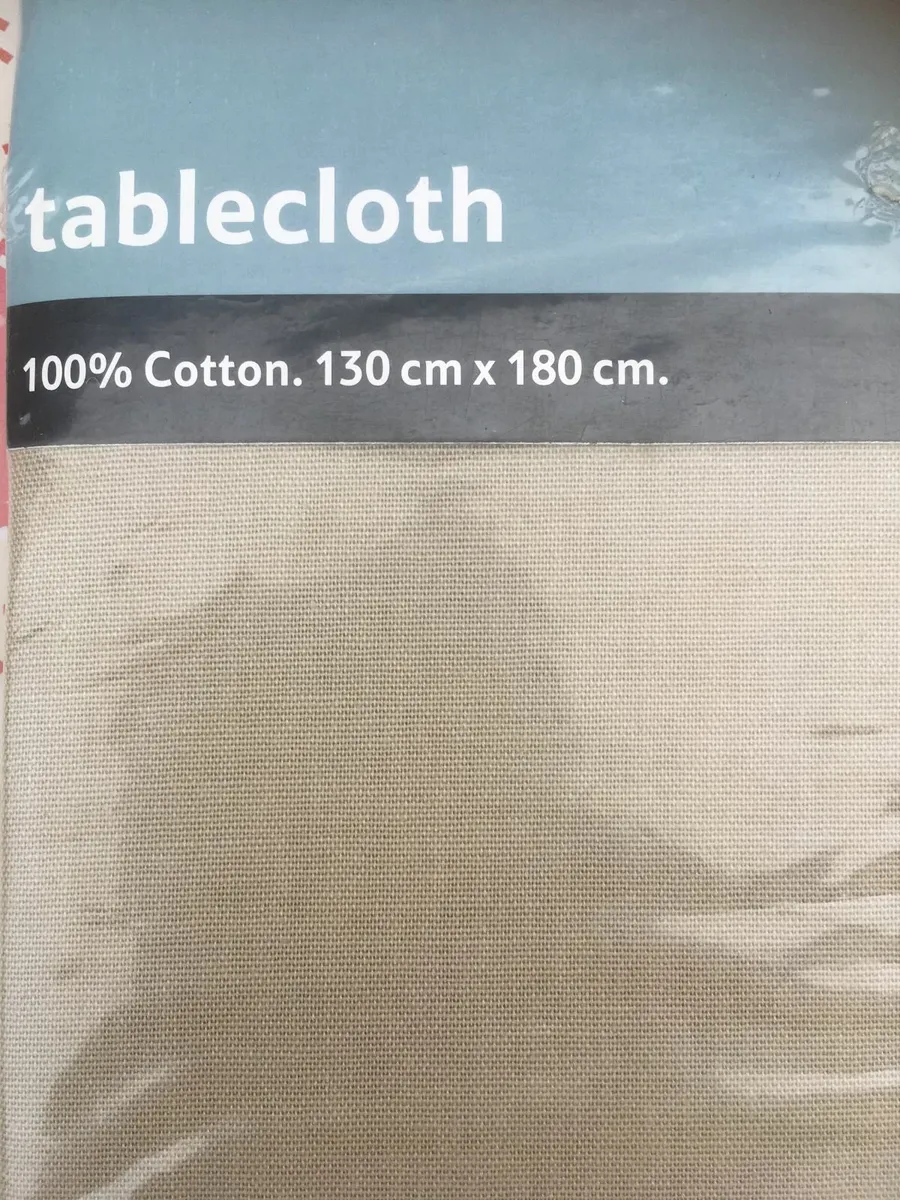 tablecloth
100% Cotton. 130 cm x 180 cm.